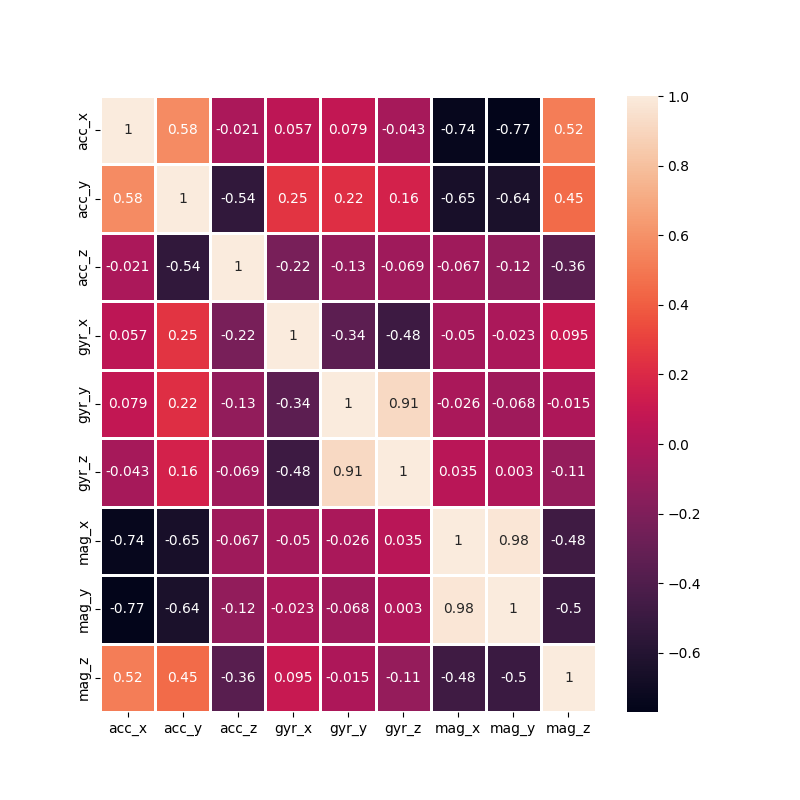 acc_x 1 0.58 -0.021 0.057 0.079 -0.043 -0.74 -0.77 0.52
acc_y 0.58 1 -0.54 0.25 0.22 0.16 -0.65 -0.64 0.45
acc_z -0.021 -0.54 1 -0.22 -0.13 -0.069 -0.067 -0.12 -0.36
gyr_x 0.057 0.25 -0.22 1 -0.34 -0.48 -0.05 -0.023 0.095
gyr_y 0.079 0.22 -0.13 -0.34 1 0.91 -0.026 -0.068 -0.015
gyr_z -0.043 0.16 -0.069 -0.48 0.91 1 0.035 0.003 -0.11
mag_x -0.74 -0.65 -0.067 -0.05 -0.026 0.035 1 0.98 -0.48
mag_y -0.77 -0.64 -0.12 -0.023 -0.068 0.003 0.98 1 -0.5
mag_z 0.52 0.45 -0.36 0.095 -0.015 -0.11 -0.48 -0.5 1
acc_x acc_y acc_z gyr_x gyr_y gyr_z mag_x mag_y mag_z
1.0
0.8
0.6
0.4
0.2
0.0
−0.2
−0.4
−0.6